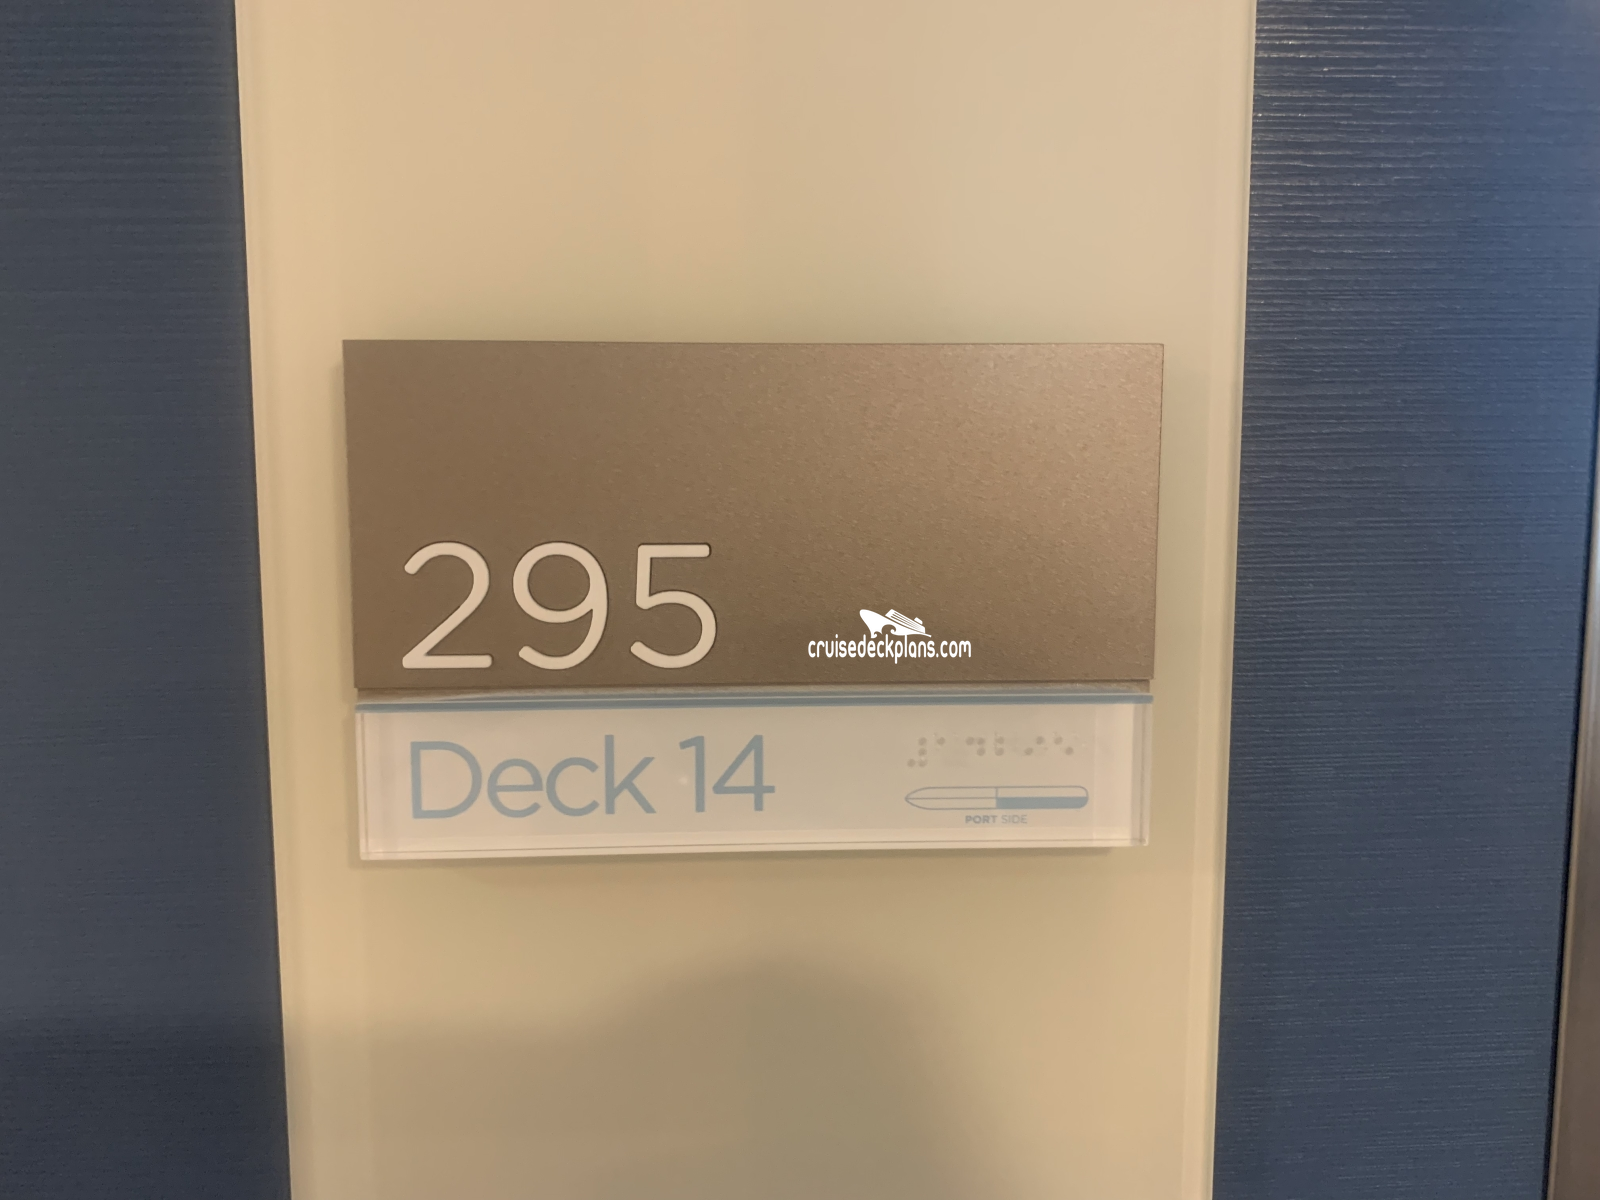 295
cruisedeckplans.com
Deck 14
PORT SIDE